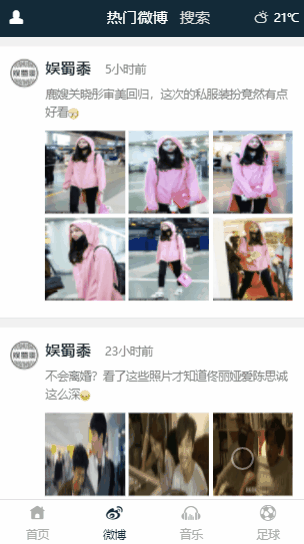 热门微博 搜索 21℃
娱蜀黍 5小时前
鹿嫂关晓彤审美回归，这次的私服装扮竟然有点
好看
娱蜀黍 23小时前
不会离婚？看了这些照片才知道佟丽娅爱陈思诚
这么深
首页 微博 音乐 足球